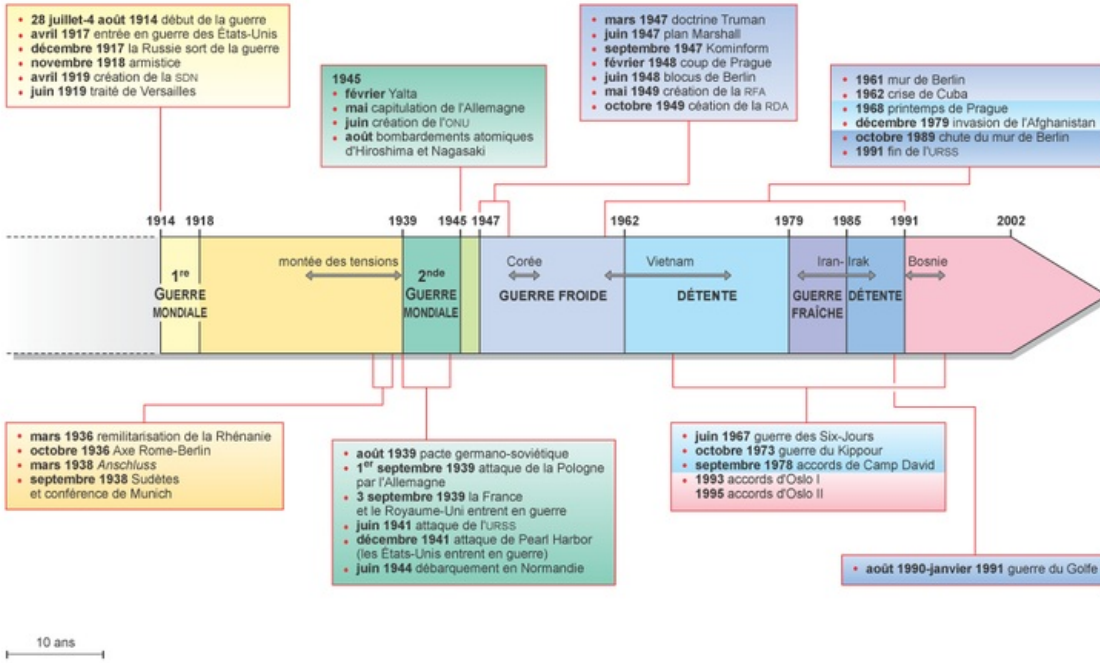 28 juillet-4 août 1914 début de la guerre
avril 1917 entrée en guerre des États-Unis
décembre 1917 la Russie sort de la guerre
novembre 1918 armistice
avril 1919 création de la SDN
juin 1919 traité de Versailles
1945
février Yalta
mai capitulation de l'Allemagne
juin création de l'ONU
août bombardements atomiques
d'Hiroshima et Nagasaki
mars 1947 doctrine Truman
juin 1947 plan Marshall
septembre 1947 Kominform
février 1948 coup de Prague
juin 1948 blocus de Berlin
mai 1949 création de la RFA
octobre 1949 céation de la RDA
1961 mur de Berlin
1962 crise de Cuba
1968 printemps de Prague
décembre 1979 invasion de l'Afghanistan
octobre 1989 chute du mur de Berlin
1991 fin de l'URSS
1914 1918 1939 1945 1947 1962 1979 1985 1991 2002
montée des tensions
Corée
Vietnam
Iran-Irak
Bosnie
1re
GUERRE
MONDIALE
2nde
GUERRE
MONDIALE
GUERRE FROIDE
DÉTENTE
GUERRE
FRAÎCHE
DÉTENTE
mars 1936 remilitarisation de la Rhénanie
octobre 1936 Axe Rome-Berlin
mars 1938 Anschluss
septembre 1938 Sudètes
et conférence de Munich
août 1939 pacte germano-soviétique
1er septembre 1939 attaque de la Pologne
par l'Allemagne
3 septembre 1939 la France
et le Royaume-Uni entrent en guerre
juin 1941 attaque de l'URSS
décembre 1941 attaque de Pearl Harbor
(les États-Unis entrent en guerre)
juin 1944 débarquement en Normandie
juin 1967 guerre des Six-Jours
octobre 1973 guerre du Kippour
septembre 1978 accords de Camp David
1993 accords d'Oslo I
1995 accords d'Oslo II
août 1990-janvier 1991 guerre du Golfe
10 ans